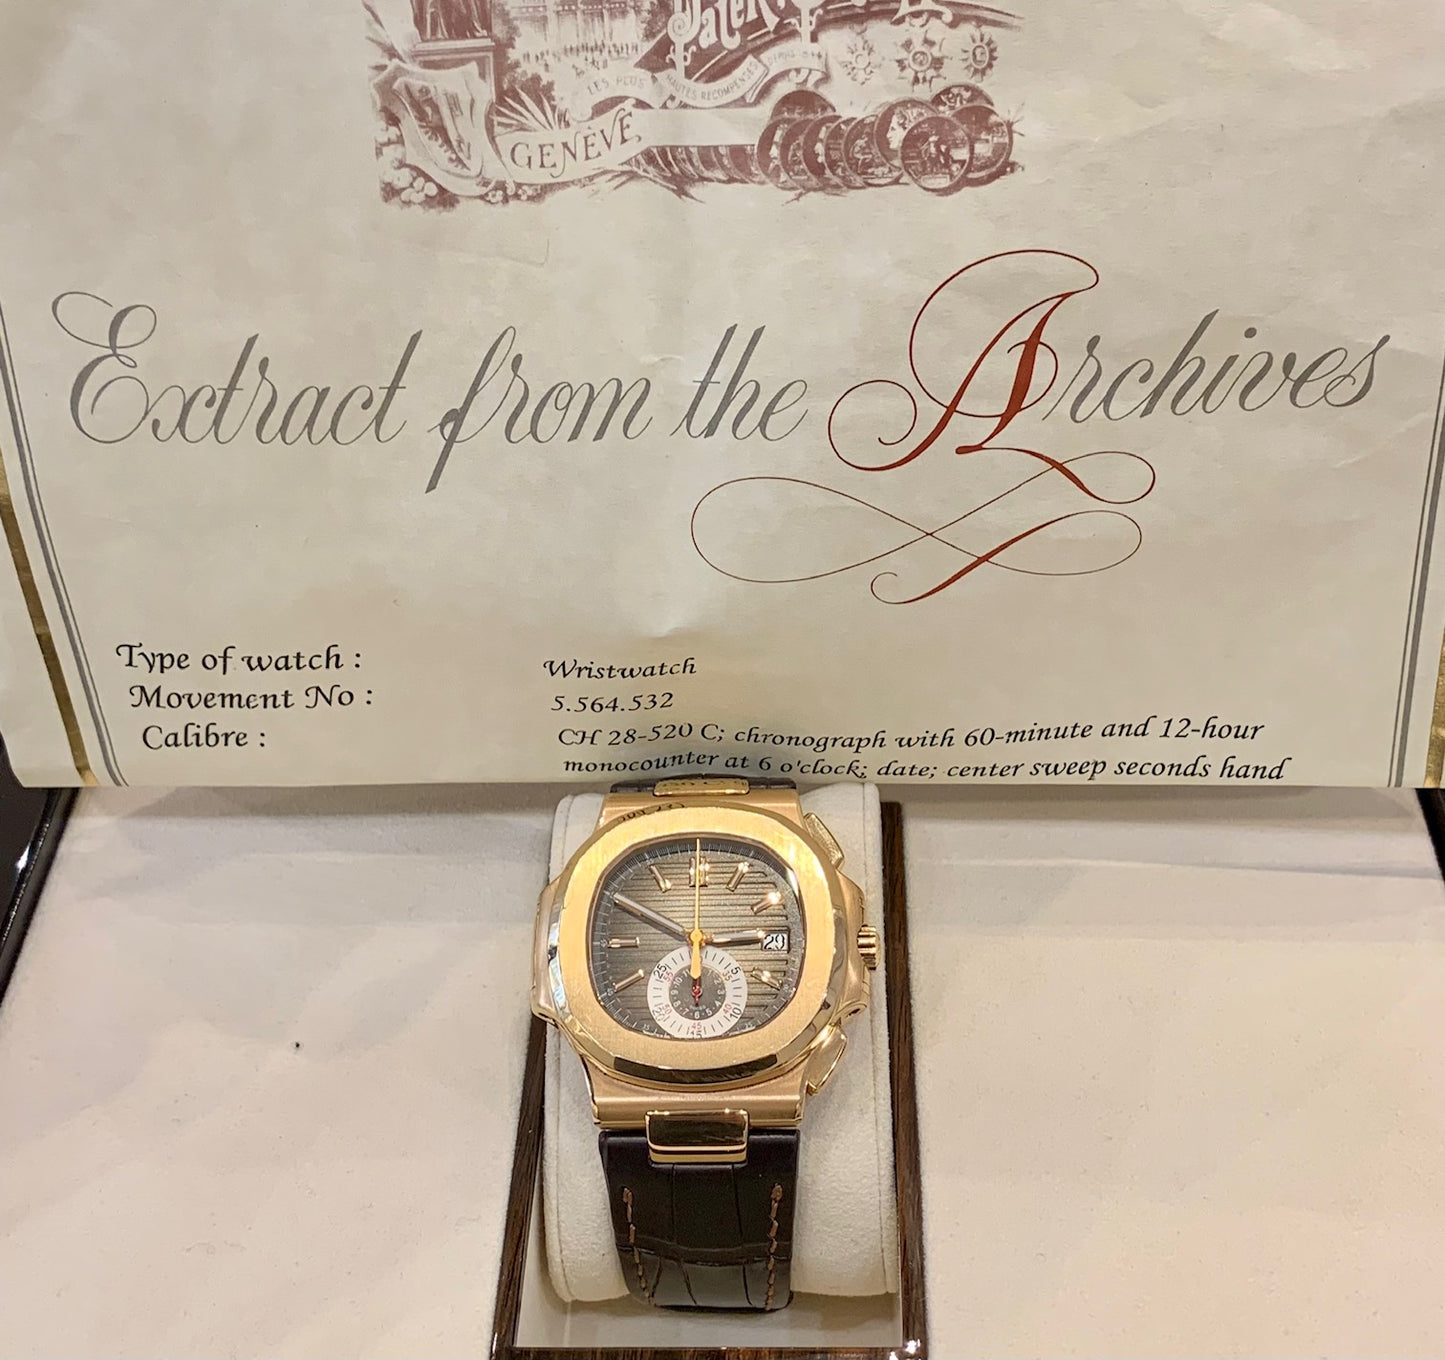 LES PLUS HAUTES RECOMPENSES
GENÈVE
Extract from the Archives
Type of watch : Wristwatch
Movement No : 5.564.532
Calibre : CH 28-520 C; chronograph with 60-minute and 12-hour
monocounter at 6 o'clock; date; center sweep seconds hand
29